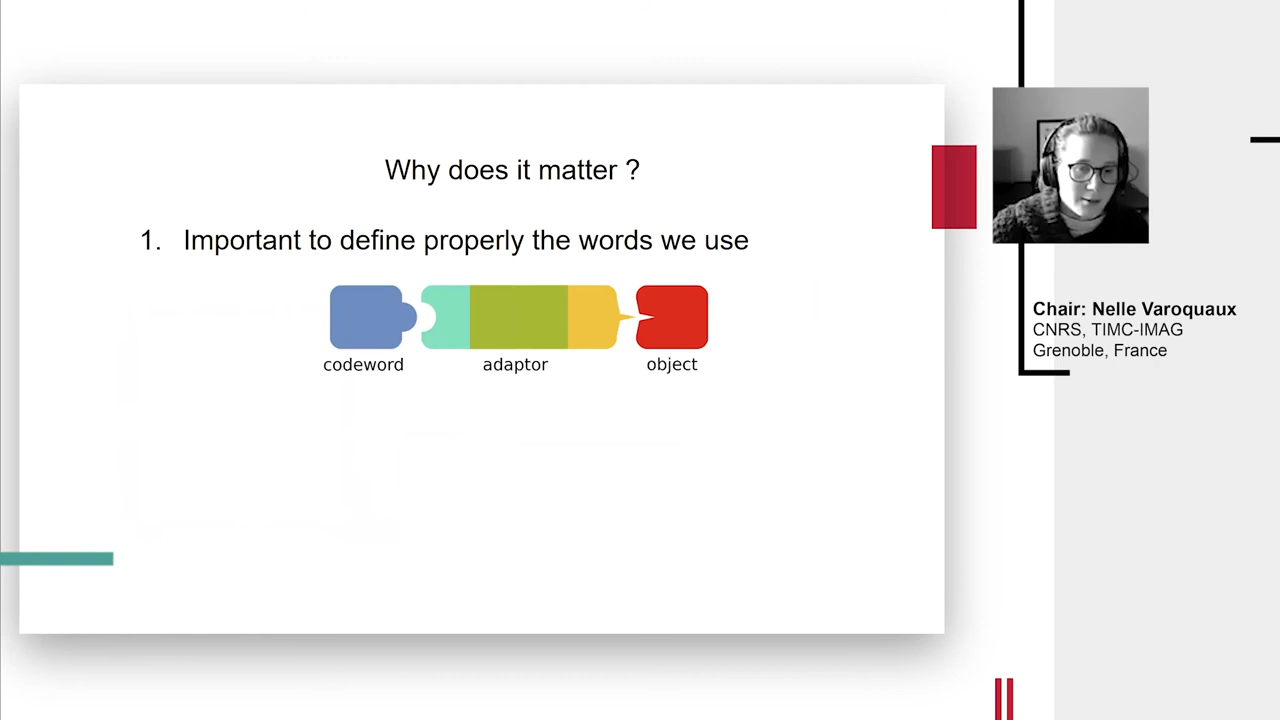 Why does it matter ?
1. Important to define properly the words we use
codeword
adaptor
object
Chair: Nelle Varoquaux
CNRS, TIMC-IMAG
Grenoble, France